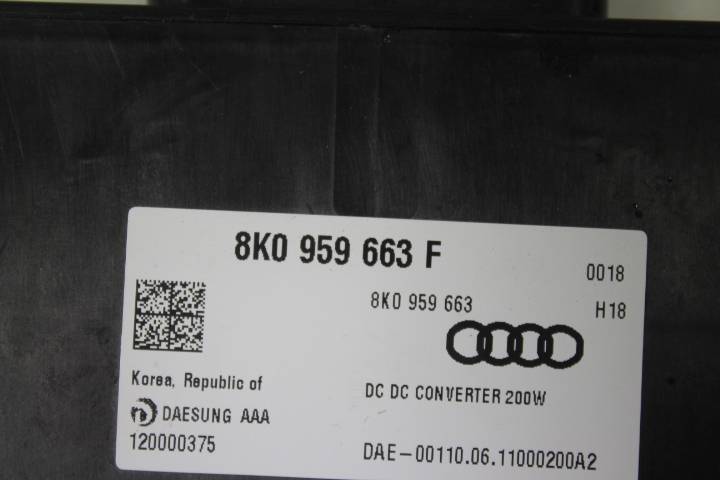 8K0 959 663 F
0018
8K0 959 663
H18
Korea, Republic of
DC DC CONVERTER 200W
DAESUNG AAA
120000375
DAE-00110.06.11000200A2